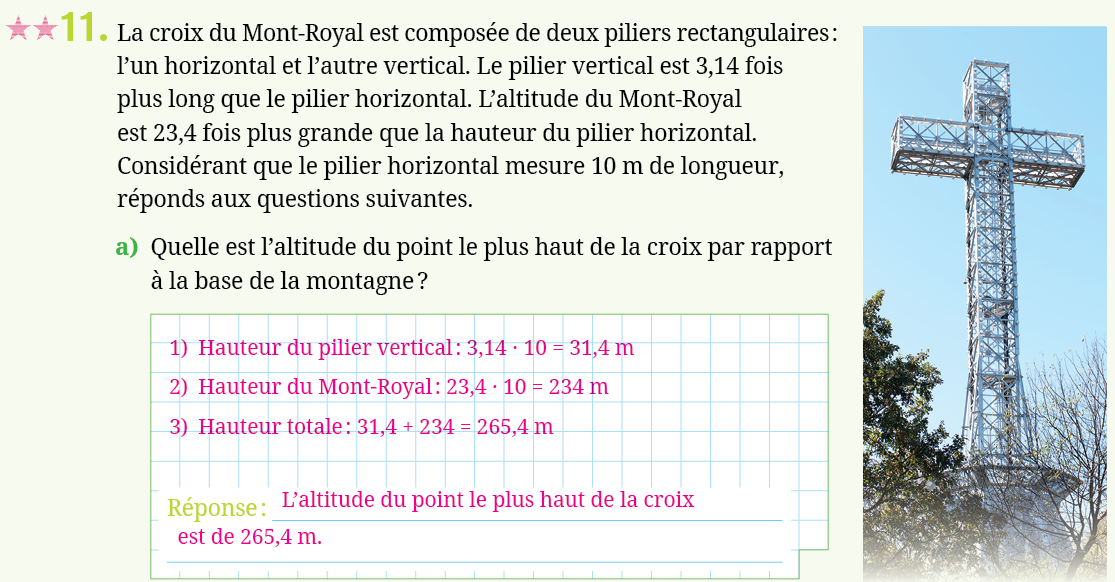 ★★11. La croix du Mont-Royal est composée de deux piliers rectangulaires :
l’un horizontal et l’autre vertical. Le pilier vertical est 3,14 fois
plus long que le pilier horizontal. L’altitude du Mont-Royal
est 23,4 fois plus grande que la hauteur du pilier horizontal.
Considérant que le pilier horizontal mesure 10 m de longueur,
réponds aux questions suivantes.
a) Quelle est l’altitude du point le plus haut de la croix par rapport
à la base de la montagne ?
1) Hauteur du pilier vertical : 3,14 · 10 = 31,4 m
2) Hauteur du Mont-Royal : 23,4 · 10 = 234 m
3) Hauteur totale : 31,4 + 234 = 265,4 m
Réponse : L’altitude du point le plus haut de la croix
est de 265,4 m.